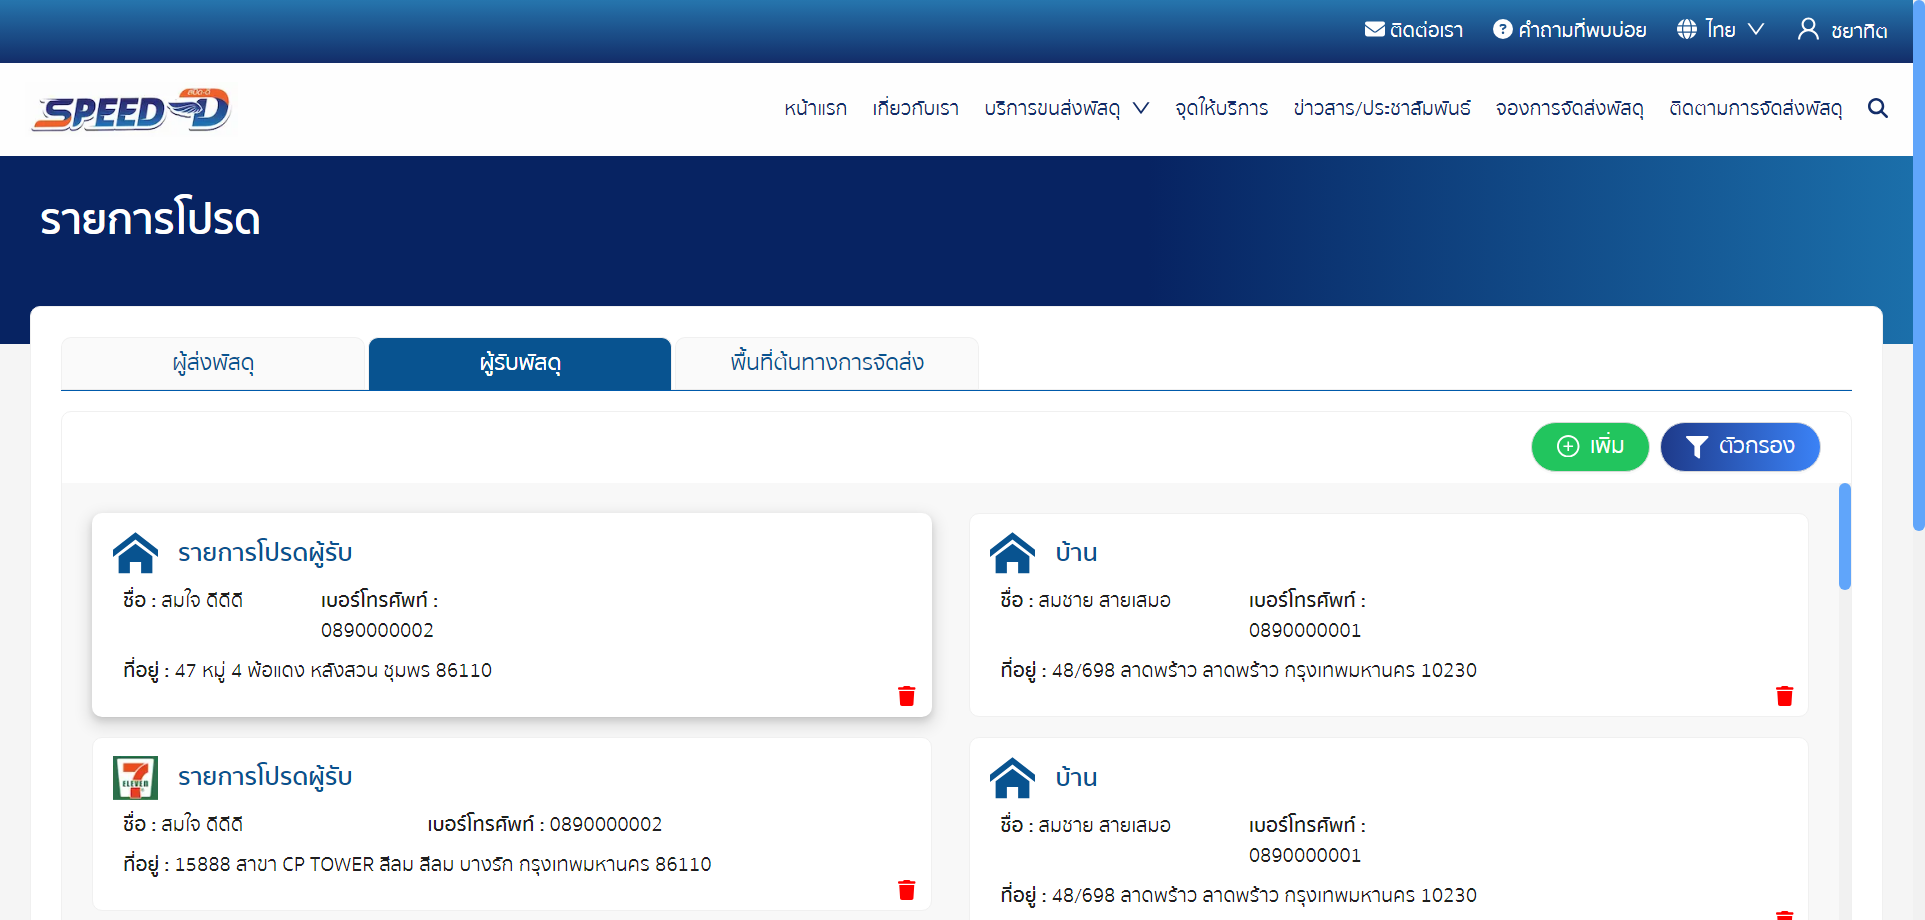 ติดต่อเรา คำถามที่พบบ่อย ไทย ชยาทิต
สปีด-ดี
SPEED-D
หน้าแรก เกี่ยวกับเรา บริการขนส่งพัสดุ จุดให้บริการ ข่าวสาร/ประชาสัมพันธ์ จองการจัดส่งพัสดุ ติดตามการจัดส่งพัสดุ
รายการโปรด
ผู้ส่งพัสดุ ผู้รับพัสดุ พื้นที่ต้นทางการจัดส่ง
เพิ่ม ตัวกรอง
รายการโปรดผู้รับ
ชื่อ : สมใจ ดีดีดี เบอร์โทรศัพท์ :
0890000002
ที่อยู่ : 47 หมู่ 4 พ้อแดง หลังสวน ชุมพร 86110
บ้าน
ชื่อ : สมชาย สายเสมอ เบอร์โทรศัพท์ :
0890000001
ที่อยู่ : 48/698 ลาดพร้าว ลาดพร้าว กรุงเทพมหานคร 10230
7 ELEVEN
รายการโปรดผู้รับ
ชื่อ : สมใจ ดีดีดี เบอร์โทรศัพท์ : 0890000002
ที่อยู่ : 15888 สาขา CP TOWER สีลม สีลม บางรัก กรุงเทพมหานคร 86110
บ้าน
ชื่อ : สมชาย สายเสมอ เบอร์โทรศัพท์ :
0890000001
ที่อยู่ : 48/698 ลาดพร้าว ลาดพร้าว กรุงเทพมหานคร 10230